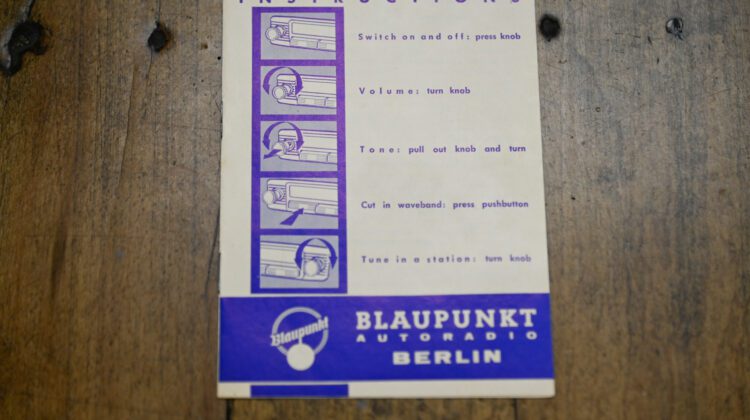 INSTRUCTIONS
Switch on and off: press knob
Volume: turn knob
Tone: pull out knob and turn
Cut in waveband: press pushbutton
Tune in a station: turn knob
Blaupunkt
BLAUPUNKT
AUTORADIO
BERLIN